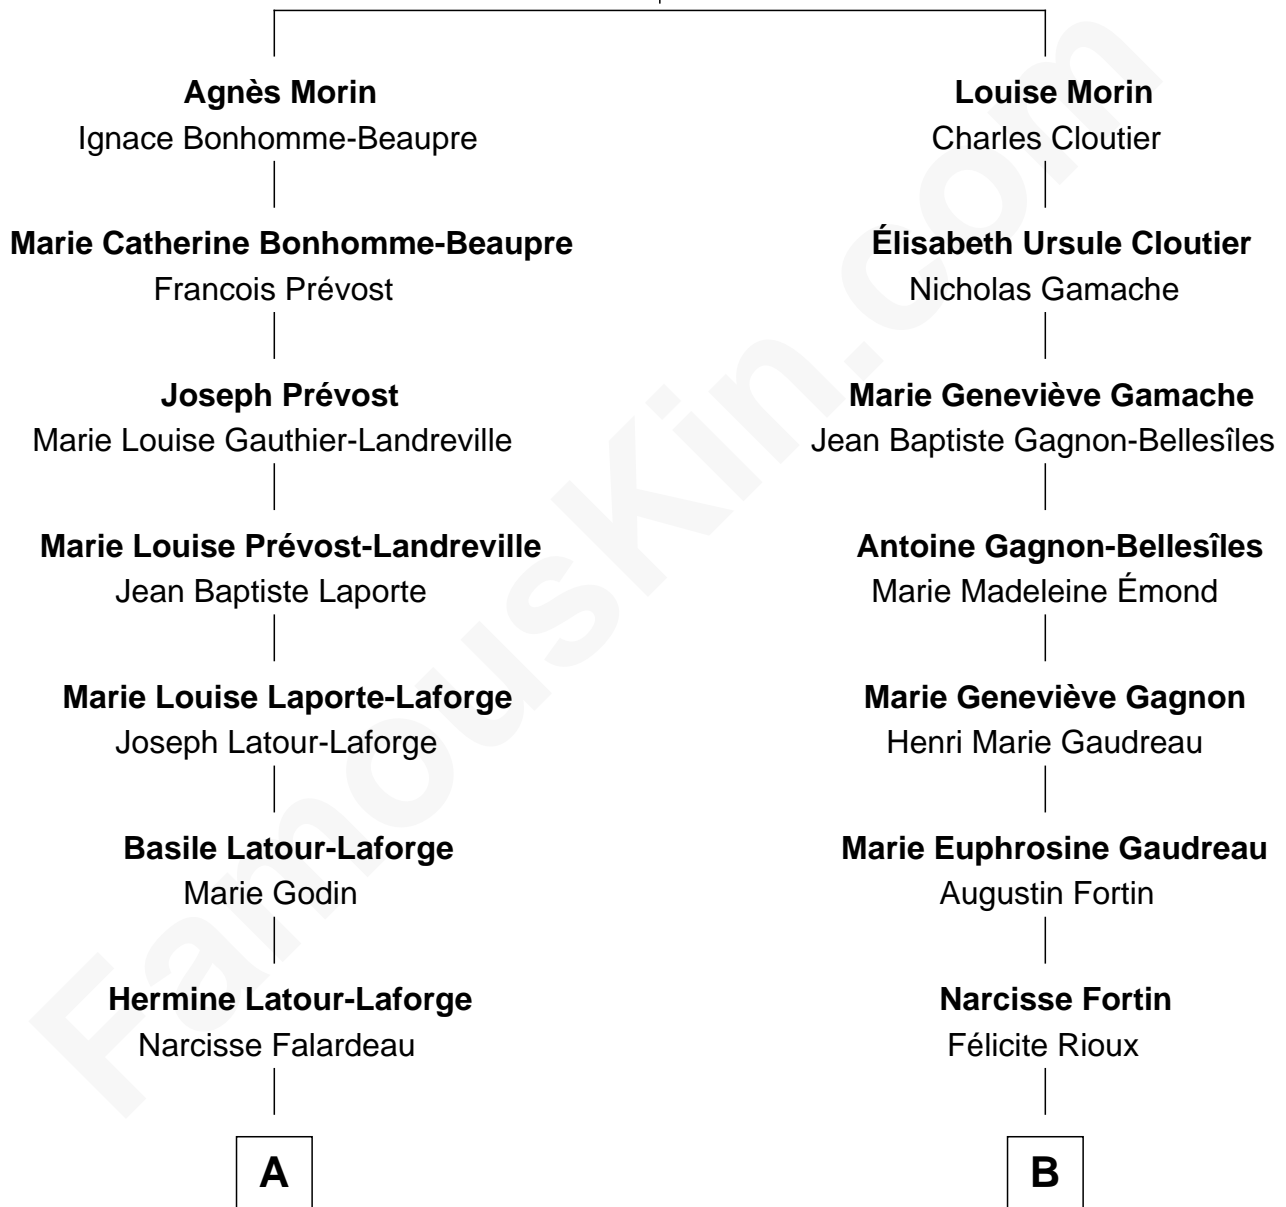 Agnès Morin
Ignace Bonhomme-Beaupre
Marie Catherine Bonhomme-Beaupre
Francois Prévost
Joseph Prévost
Marie Louise Gauthier-Landreville
Marie Louise Prévost-Landreville
Jean Baptiste Laporte
Marie Louise Laporte-Laforge
Joseph Latour-Laforge
Basile Latour-Laforge
Marie Godin
Hermine Latour-Laforge
Narcisse Falardeau
A
Louise Morin
Charles Cloutier
Élisabeth Ursule Cloutier
Nicholas Gamache
Marie Geneviève Gamache
Jean Baptiste Gagnon-Bellesîles
Antoine Gagnon-Bellesîles
Marie Madeleine Émond
Marie Geneviève Gagnon
Henri Marie Gaudreau
Marie Euphrosine Gaudreau
Augustin Fortin
Narcisse Fortin
Félicite Rioux
B
FamousKin.com